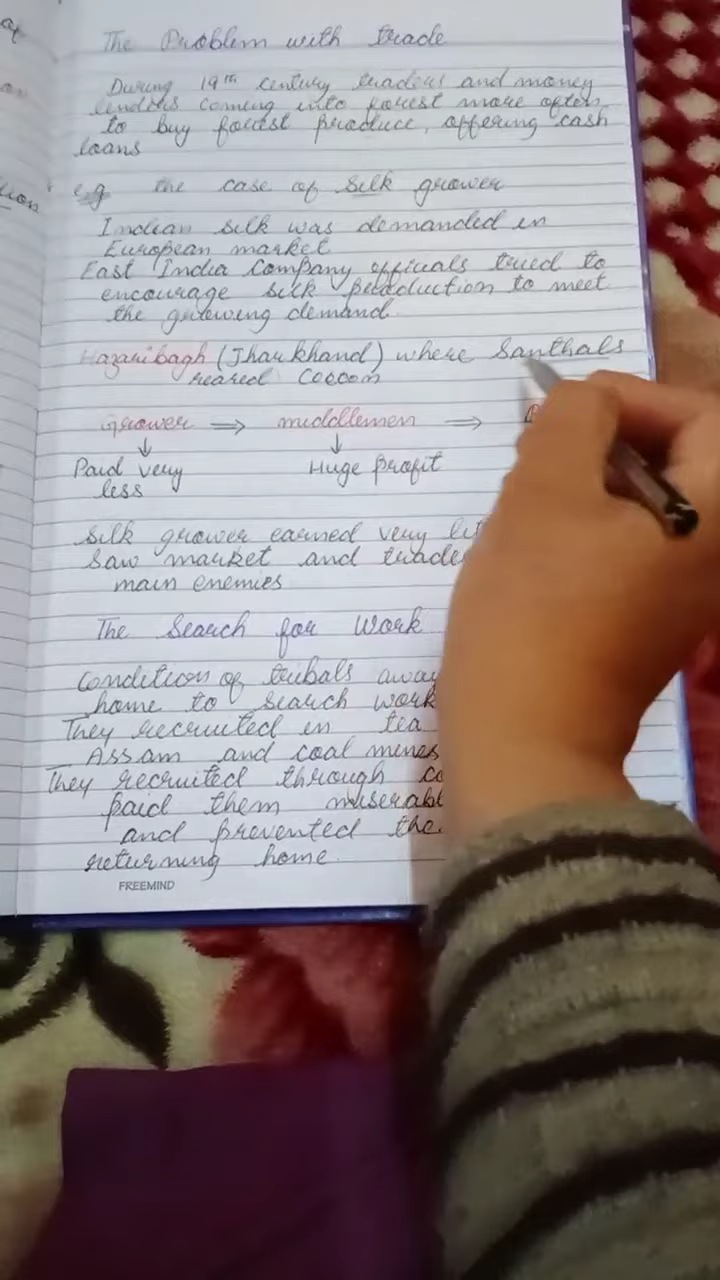 The Problem with trade
During 19th century traders and money
lenders coming into forest more often
to buy forest produce, offering cash
loans
e.g the case of silk grower
Indian silk was demanded in
European market
East India Company officials tried to
encourage silk production to meet
the growing demand.
Hazaribagh (Jharkhand) where Santhals
reared cocoon
Grower ⇒ middlemen ⇒
Paid very Huge profit
less
Silk grower earned very
Saw market and
main enemies
The Search for Work
Condition of tribals away
home to search work
They recruited in tea
Assam and coal mines
They recruited through
paid them
and prevented
returning home.
FREEMIND